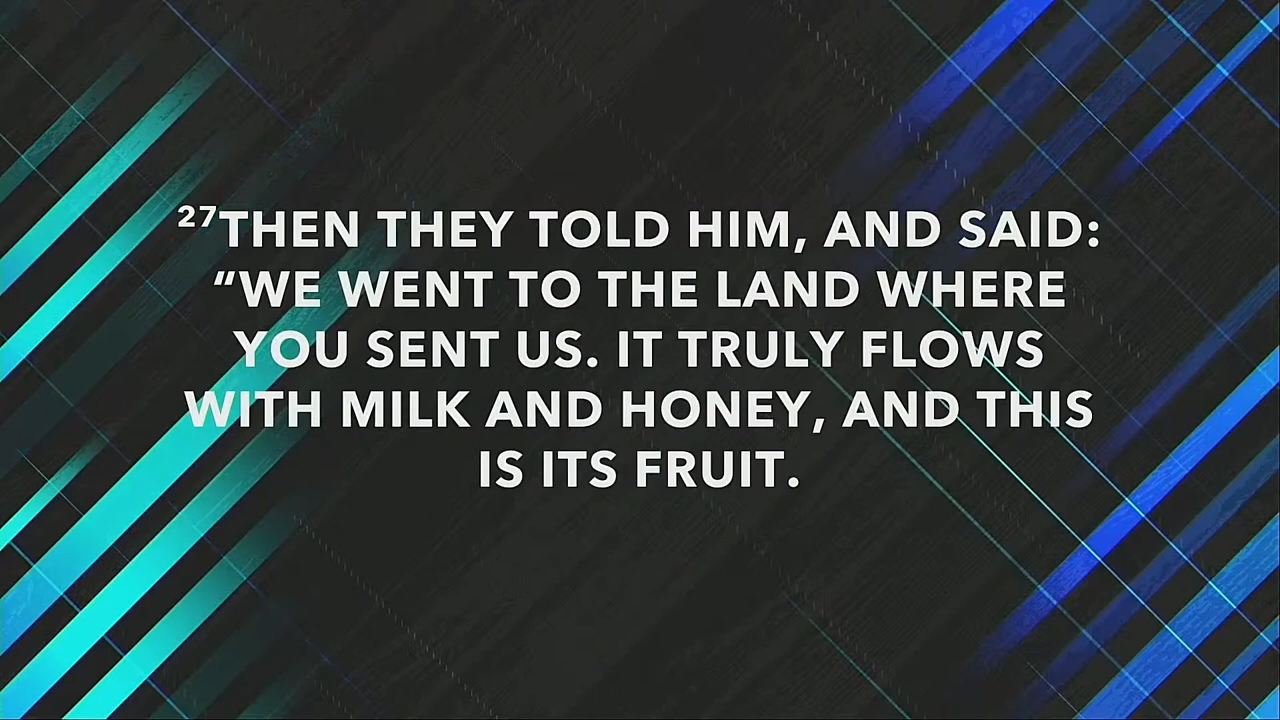 ²⁷THEN THEY TOLD HIM, AND SAID:
“WE WENT TO THE LAND WHERE
YOU SENT US. IT TRULY FLOWS
WITH MILK AND HONEY, AND THIS
IS ITS FRUIT.